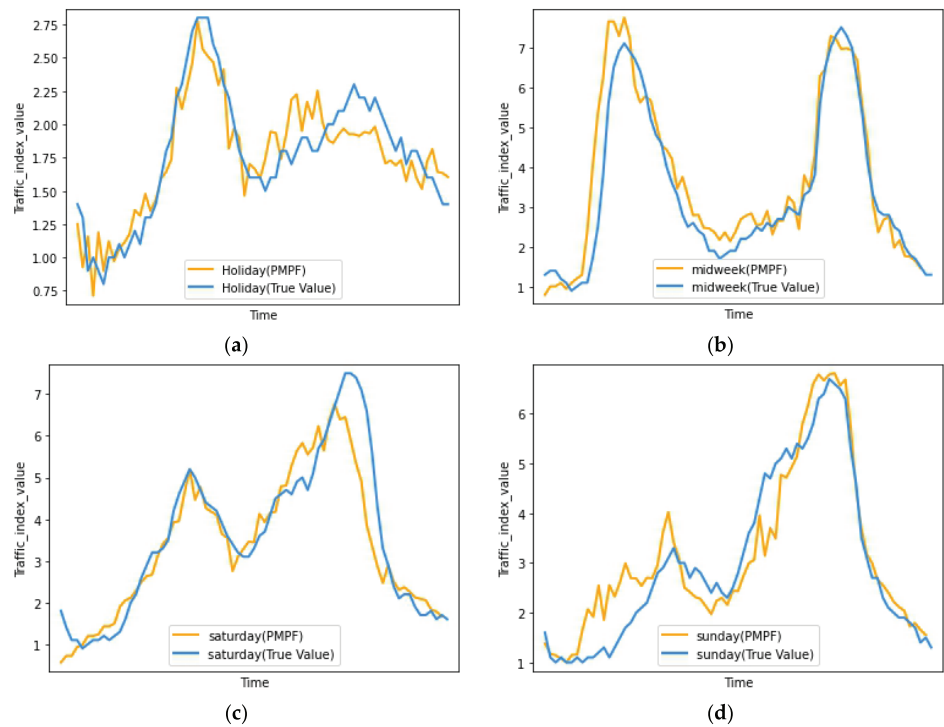 2.75
2.50
2.25
2.00
1.75
1.50
1.25
1.00
0.75
Traffic_index_value
Holiday(PMPF)
Holiday(True Value)
Time
(a)
7
6
5
4
3
2
1
Traffic_index_value
midweek(PMPF)
midweek(True Value)
Time
(b)
7
6
5
4
3
2
1
Traffic_index_value
saturday(PMPF)
saturday(True Value)
Time
(c)
6
5
4
3
2
1
Traffic_index_value
sunday(PMPF)
sunday(True Value)
Time
(d)